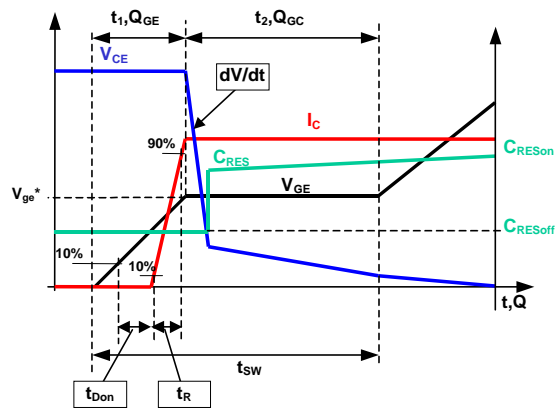 t1,QGE
t2,QGC
VCE
dV/dt
IC
90%
CRES
CRESon
Vge*
VGE
CRESoff
10%
10%
t,Q
tSW
tDon
tR